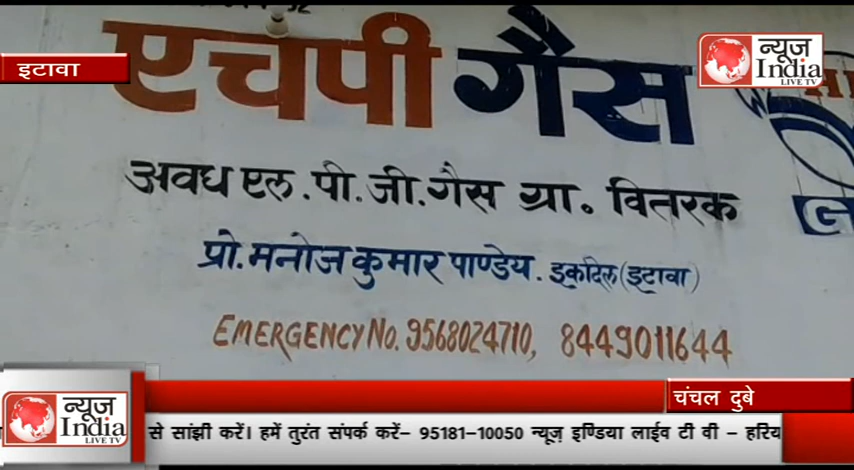 इटावा
न्यूज़
India
LIVE TV
एचपी गैस
अवध एल.पी.जी.गैस ग्रा. वितरक
प्रो.मनोज कुमार पाण्डेय. इकदिल(इटावा)
EMERGENCY NO. 9568024710, 8449011644
G
चंचल दुबे
न्यूज़
India
LIVE TV
से सांझी करें। हमें तुरंत संपर्क करें– 95181-10050 न्यूज़ इण्डिया लाईव टी वी – हरिय